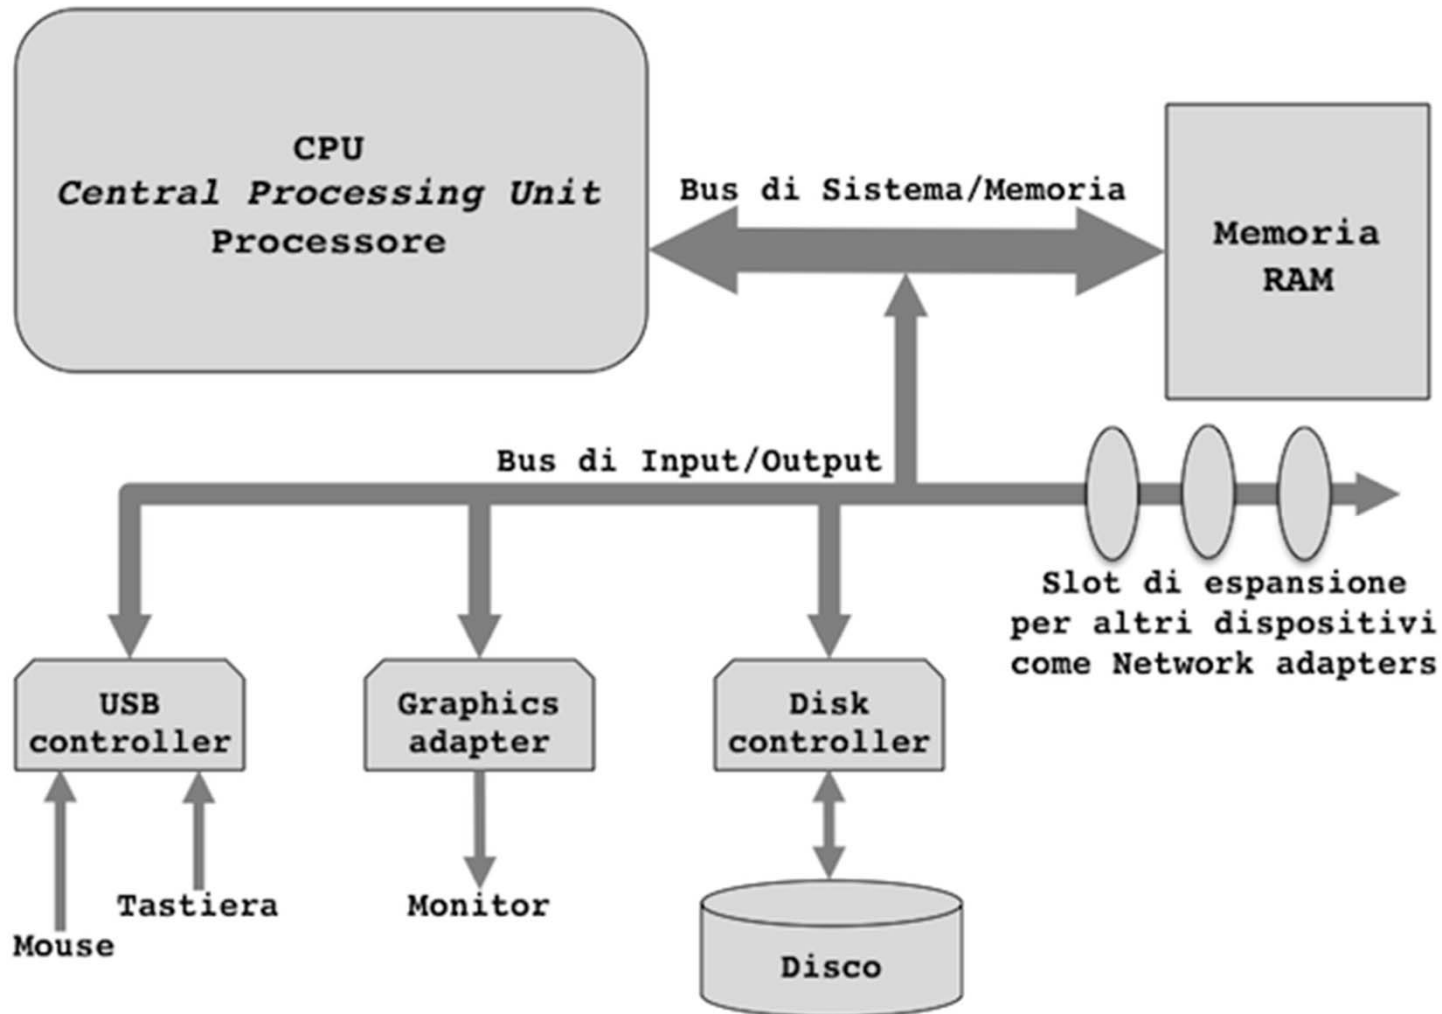 CPU
Central Processing Unit
Processore
Bus di Sistema/Memoria
Memoria
RAM
Bus di Input/Output
Slot di espansione
per altri dispositivi
come Network adapters
USB
controller
Graphics
adapter
Disk
controller
Tastiera
Mouse
Monitor
Disco